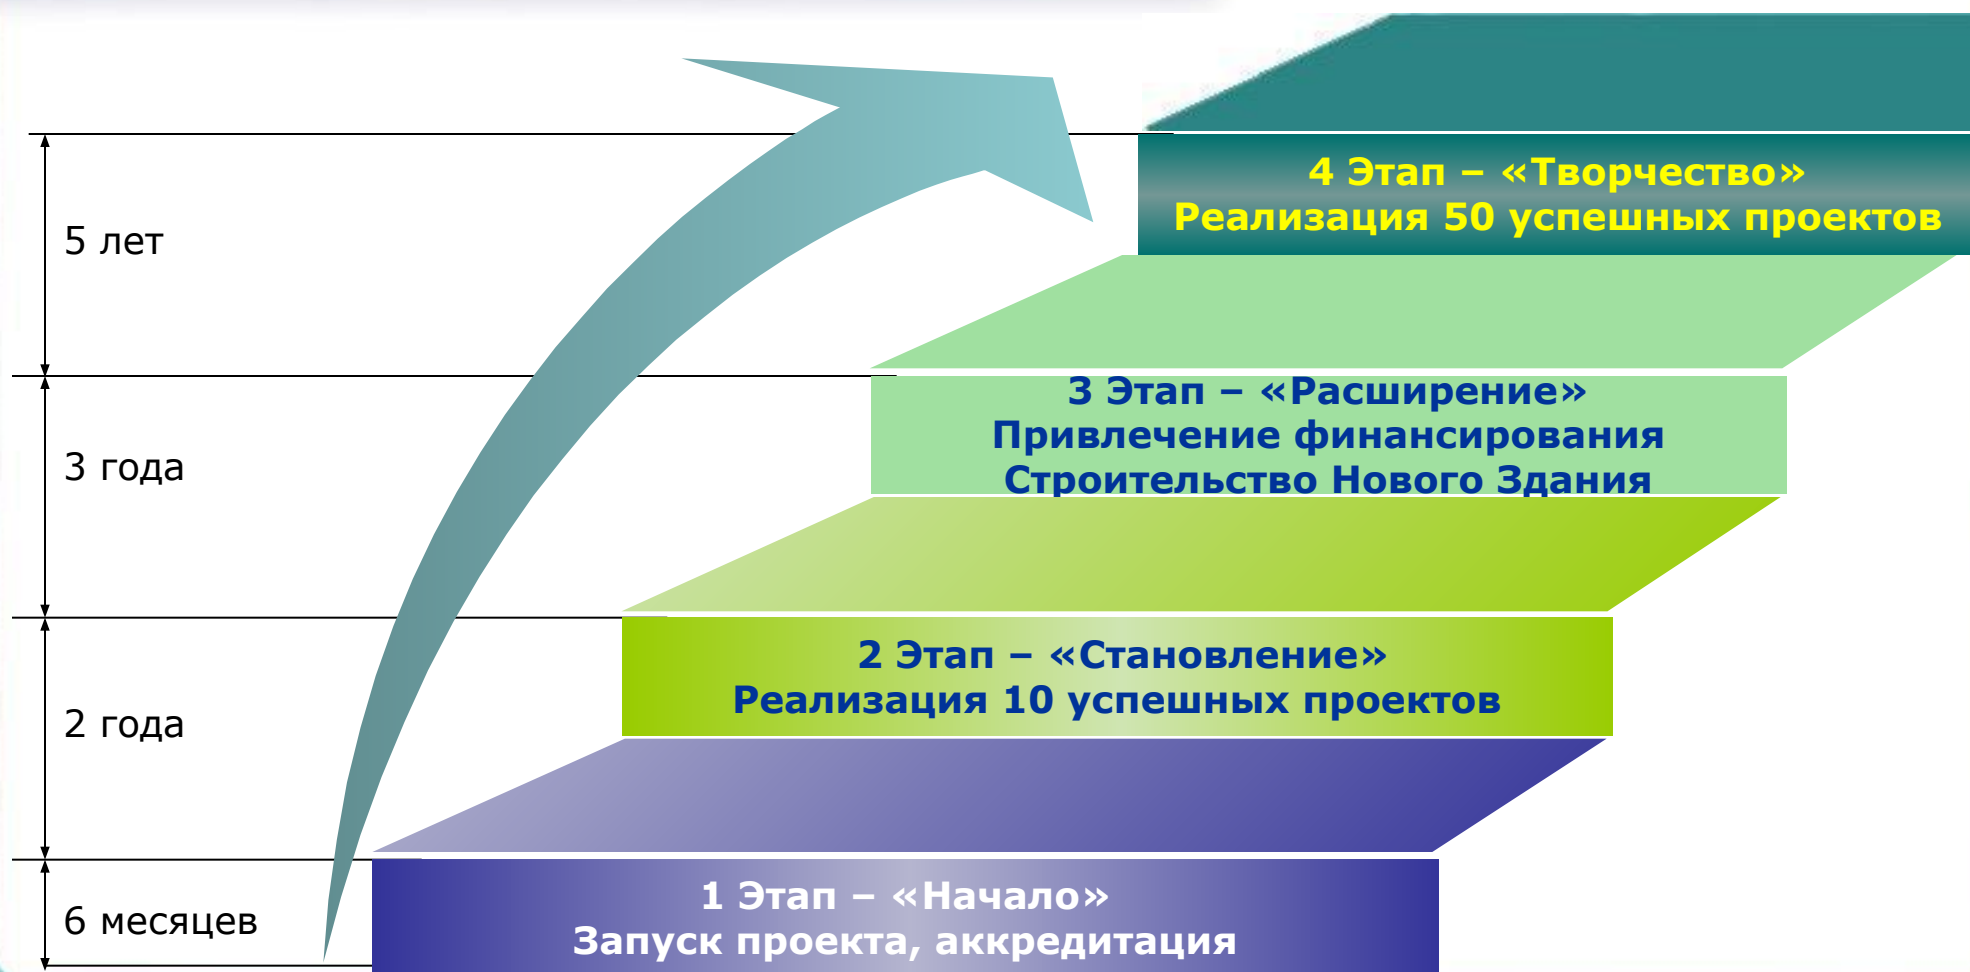 5 лет
4 Этап – «Творчество»
Реализация 50 успешных проектов
3 года
3 Этап – «Расширение»
Привлечение финансирования
Строительство Нового Здания
2 года
2 Этап – «Становление»
Реализация 10 успешных проектов
6 месяцев
1 Этап – «Начало»
Запуск проекта, аккредитация